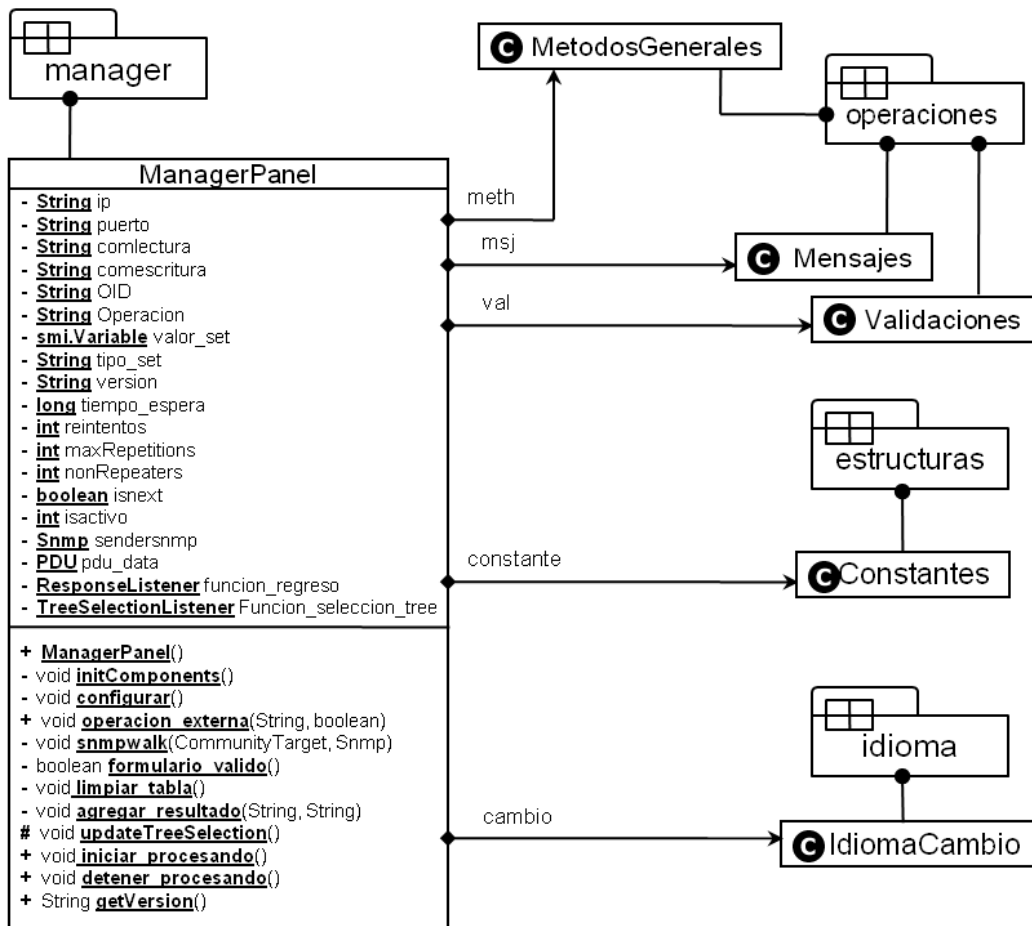 manager
C MetodosGenerales
operaciones
ManagerPanel
- String ip
- String puerto
- String comlectura
- String comescritura
- String OID
- String Operacion
- smi.Variable valor_set
- String tipo_set
- String version
- long tiempo_espera
- int reintentos
- int maxRepetitions
- int nonRepeaters
- boolean isnext
- int isactivo
- Snmp sendersnmp
- PDU pdu_data
- ResponseListener funcion_regreso
- TreeSelectionListener Funcion_seleccion_tree
+ ManagerPanel()
- void initComponents()
- void configurar()
+ void operacion_externa(String, boolean)
- void snmpwalk(CommunityTarget, Snmp)
- boolean formulario_valido()
- void limpiar_tabla()
- void agregar_resultado(String, String)
# void updateTreeSelection()
+ void iniciar_procesando()
+ void detener_procesando()
+ String getVersion()
meth
msj
C Mensajes
val
C Validaciones
estructuras
constante
C Constantes
idioma
cambio
C IdiomaCambio